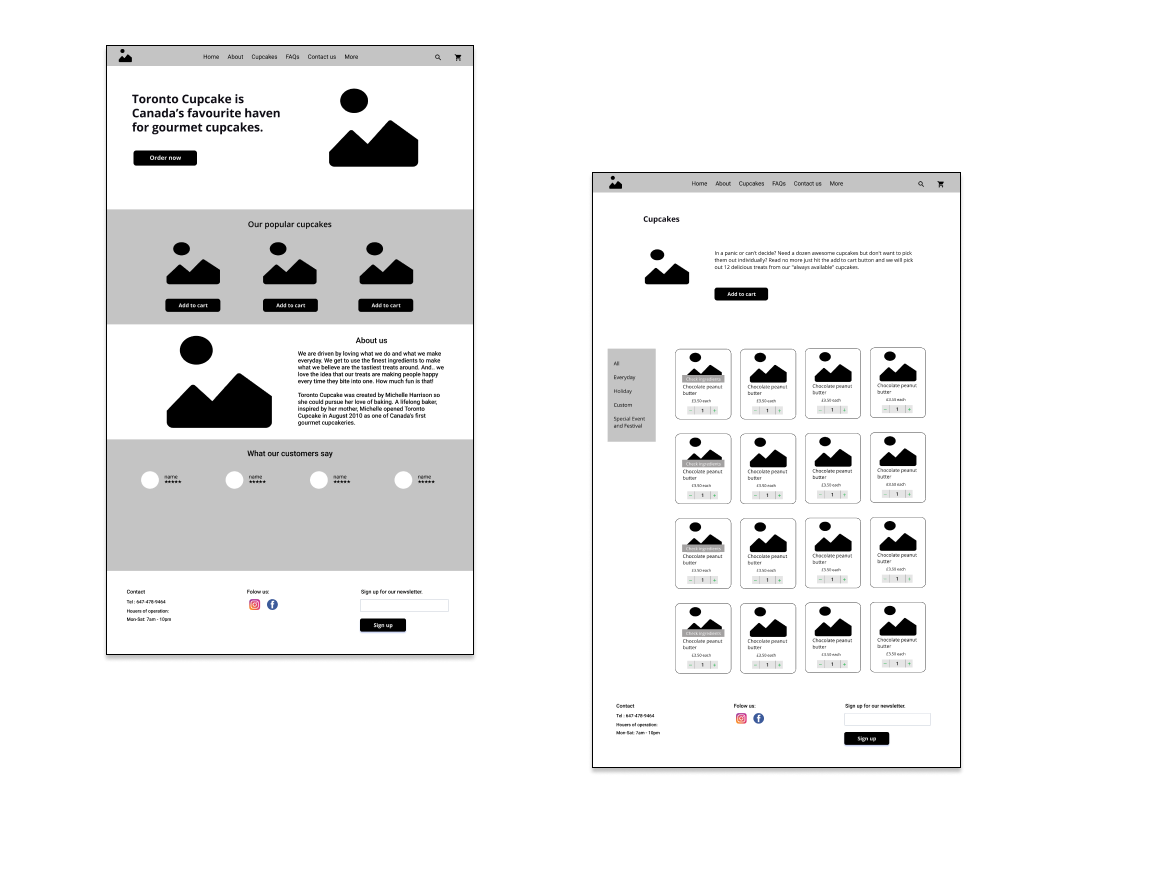 Home About Cupcakes FAQs Contact us More
Toronto Cupcake is
Canada's favourite haven
for gourmet cupcakes.
Order now
Our popular cupcakes
Add to cart Add to cart Add to cart
About us
We are driven by loving what we do and what we make
everyday. We get to use the finest ingredients to make
what we believe are the tastiest treats around. And.. we
love the idea that our treats are making people happy
every time they bite into one. How much fun is that!
Toronto Cupcake was created by Michelle Harrison so
she could pursue her love of baking. A lifelong baker,
inspired by her mother, Michelle opened Toronto
Cupcake in August 2010 as one of Canada's first
gourmet cupcakeries.
What our customers say
name name name name
★★★★★ ★★★★★ ★★★★★ ★★★★★
Contact Folow us: Sign up for our newsletter:
Tel : 647-478-9464
Houers of operation:
Mon-Sat: 7am - 10pm
Sign up
Home About Cupcakes FAQs Contact us More
Cupcakes
In a panic or can't decide? Need a dozen awesome cupcakes but don't want to pick
them out individually? Read no more just hit the add to cart button and we will pick
out 12 delicious treats from our "always available" cupcakes.
Add to cart
All
Everyday
Holiday
Custom
Special Event
and Festival
Check ingredients
Chocolate peanut Chocolate peanut Chocolate peanut Chocolate peanut
butter butter butter butter
£3.50 each £3.50 each £3.50 each £3.50 each
− 1 + − 1 + − 1 + − 1 +
Check ingredients
Chocolate peanut Chocolate peanut Chocolate peanut Chocolate peanut
butter butter butter butter
£3.50 each £3.50 each £3.50 each £3.50 each
− 1 + − 1 + − 1 + − 1 +
Check ingredients
Chocolate peanut Chocolate peanut Chocolate peanut Chocolate peanut
butter butter butter butter
£3.50 each £3.50 each £3.50 each £3.50 each
− 1 + − 1 + − 1 + − 1 +
Check ingredients
Chocolate peanut Chocolate peanut Chocolate peanut Chocolate peanut
butter butter butter butter
£3.50 each £3.50 each £3.50 each £3.50 each
− 1 + − 1 + − 1 + − 1 +
Contact Folow us: Sign up for our newsletter:
Tel : 647-478-9464
Houers of operation:
Mon-Sat: 7am - 10pm
Sign up